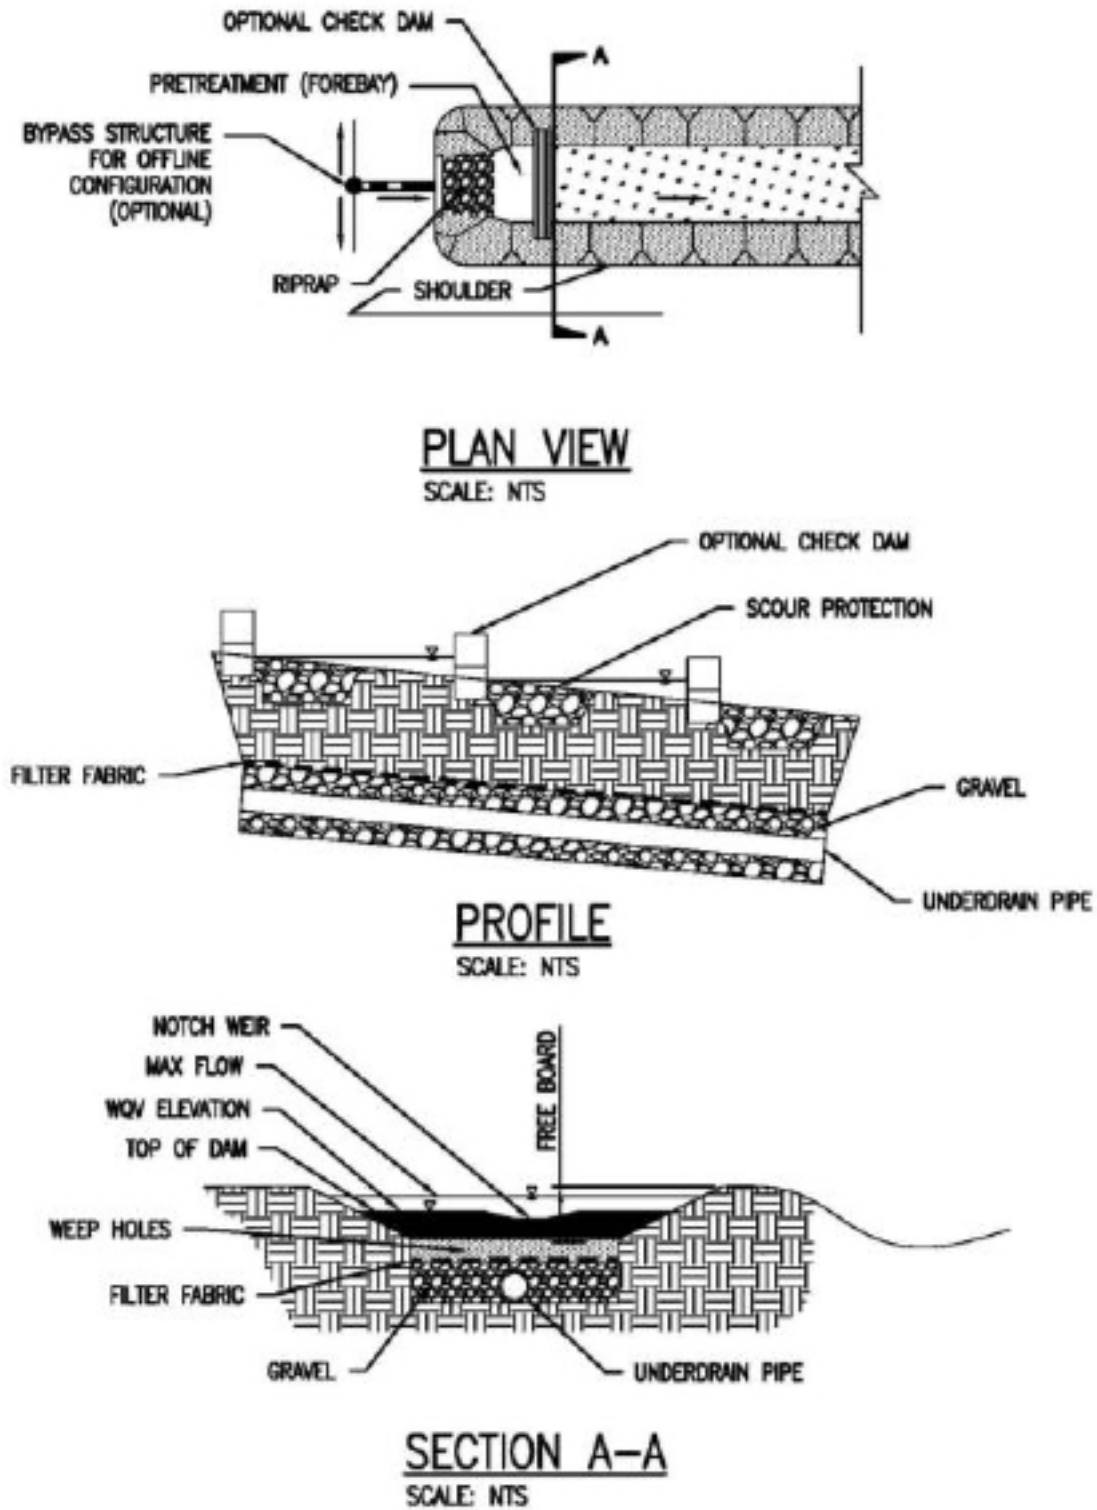 OPTIONAL CHECK DAM
A
PRETREATMENT (FOREBAY)
BYPASS STRUCTURE
FOR OFFLINE
CONFIGURATION
(OPTIONAL)
RIPRAP
SHOULDER
A
PLAN VIEW
SCALE: NTS
OPTIONAL CHECK DAM
SCOUR PROTECTION
FILTER FABRIC
GRAVEL
UNDERDRAIN PIPE
PROFILE
SCALE: NTS
NOTCH WEIR
MAX FLOW
WQV ELEVATION
TOP OF DAM
FREE BOARD
WEEP HOLES
FILTER FABRIC
GRAVEL
UNDERDRAIN PIPE
SECTION A-A
SCALE: NTS